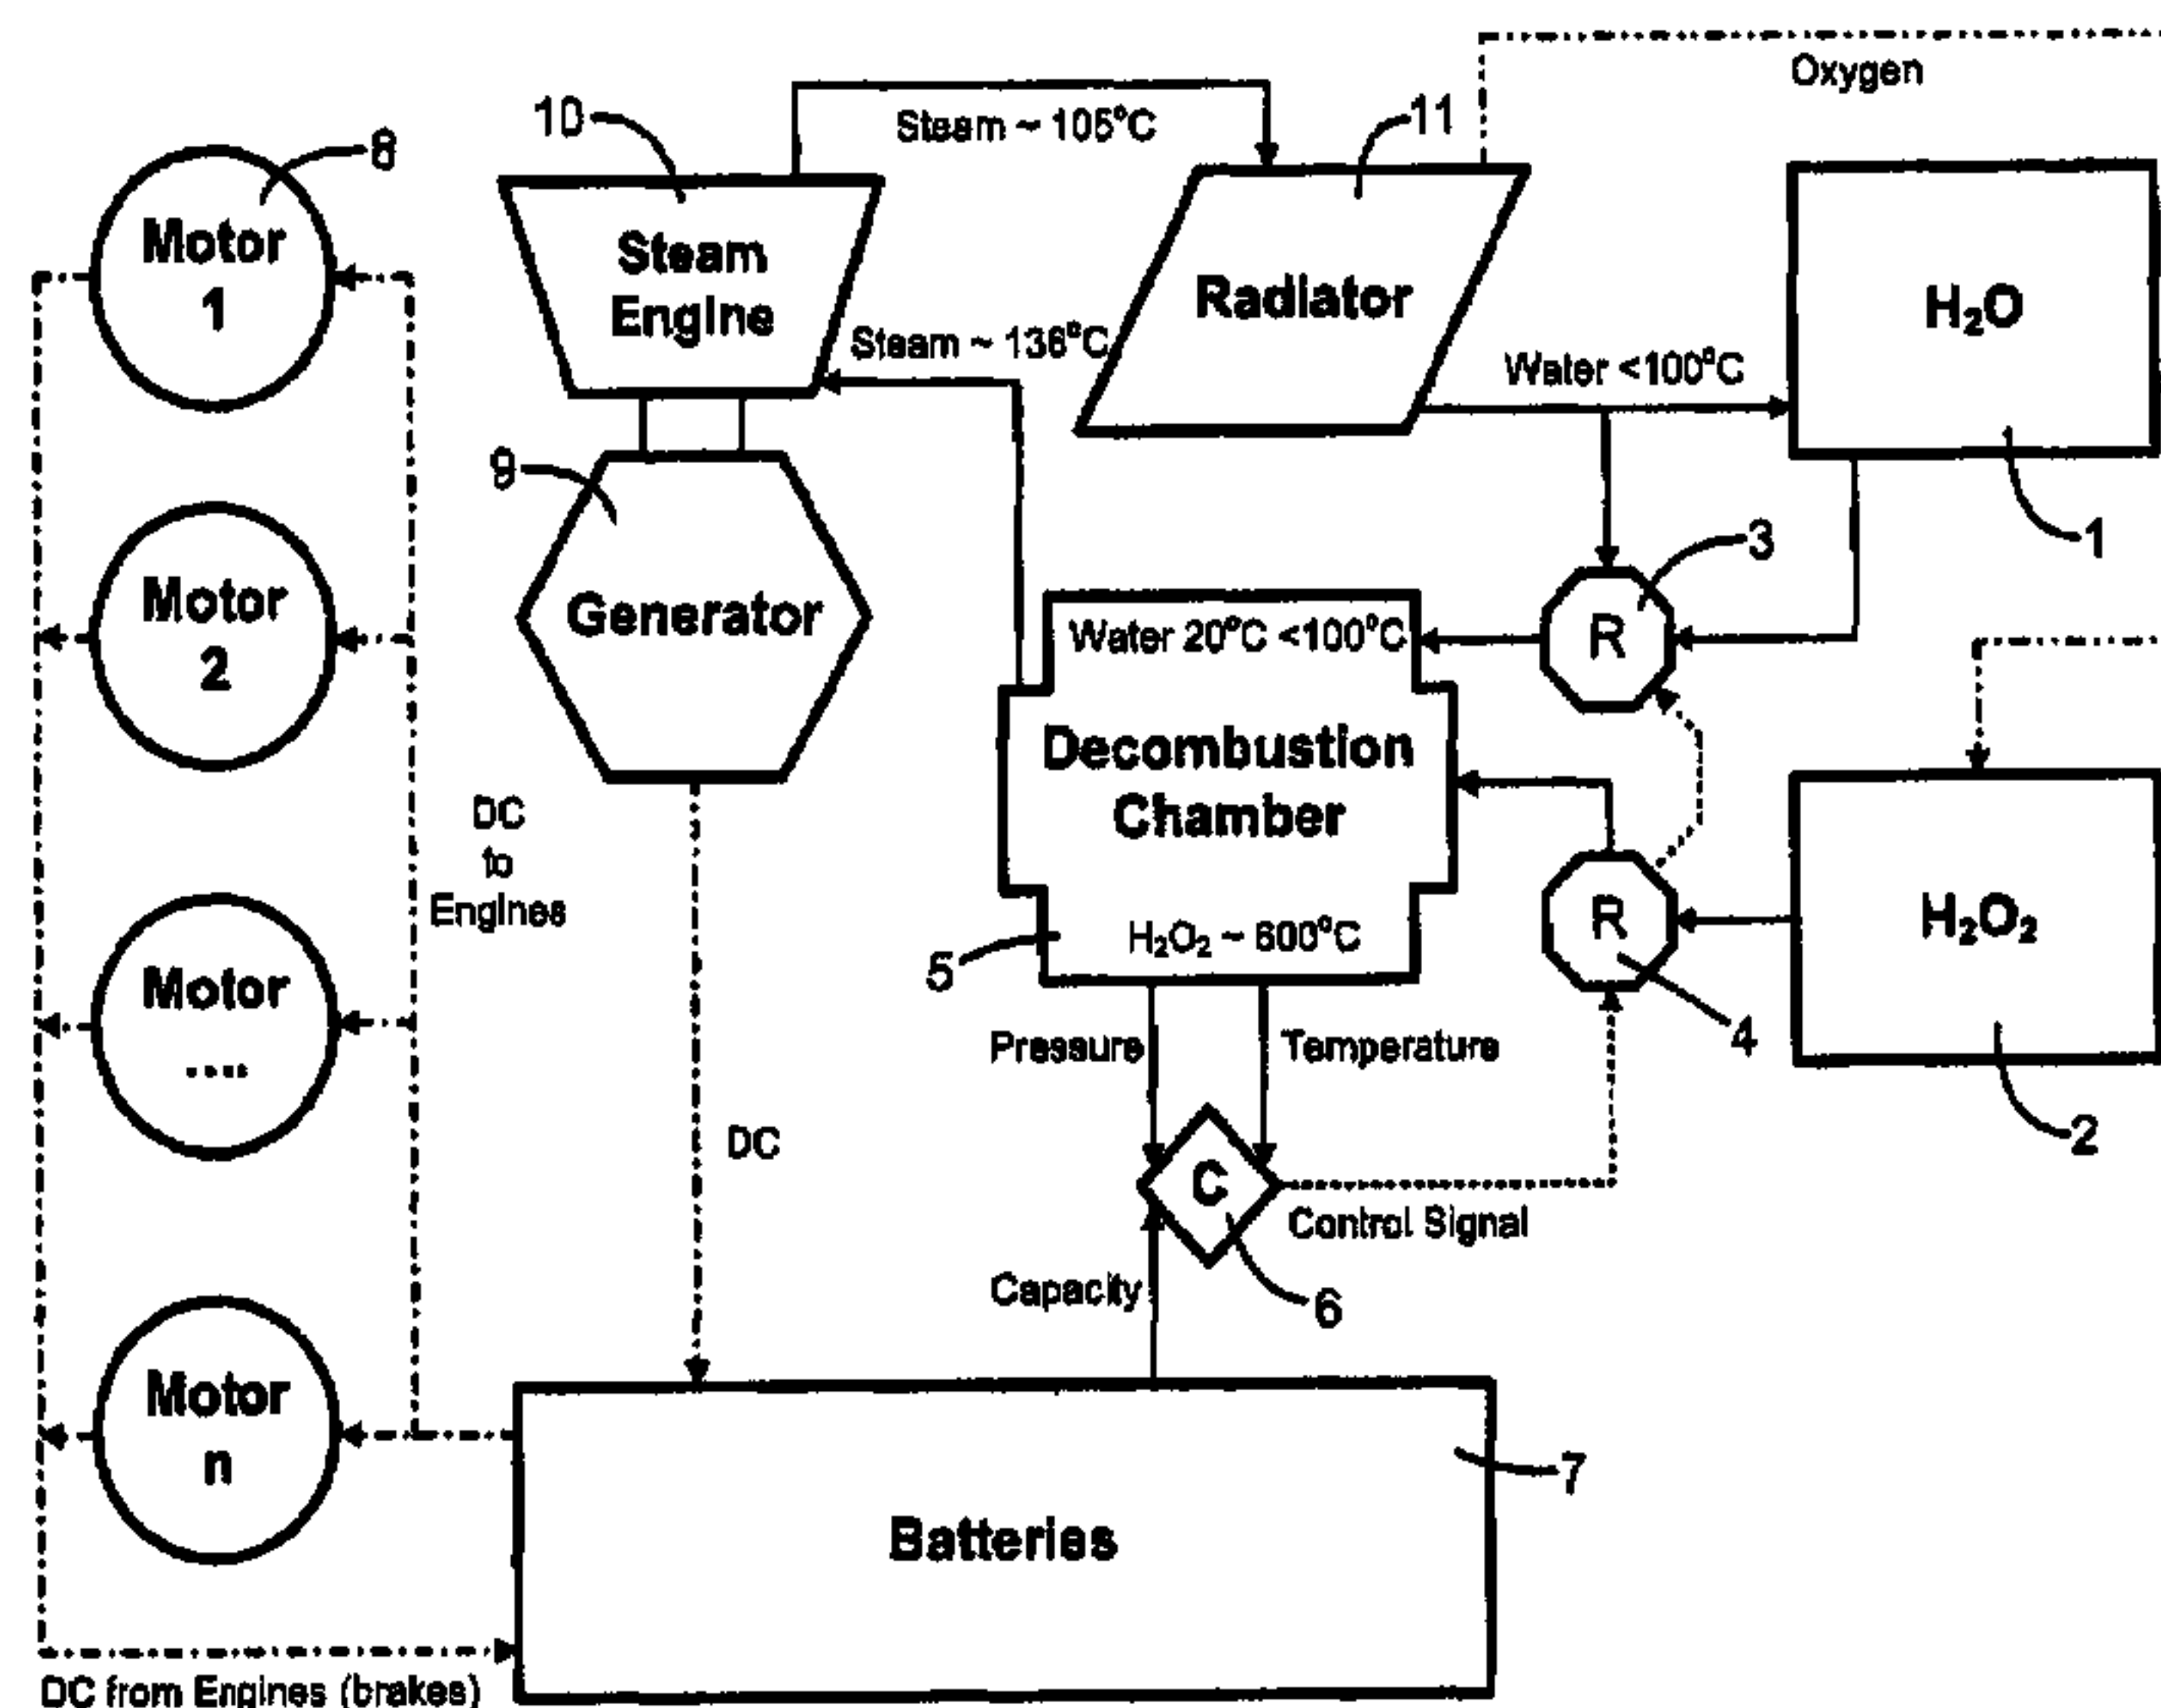 Oxygen
10
Steam ~ 105°C
11
8
Motor
1
Steam
Engine
Radiator
H₂O
Steam ~ 136°C
Water <100°C
9
3
1
Motor
2
Generator
Water 20°C <100°C
R
Decombustion
Chamber
DC
to
Engines
H₂O₂ ~ 600°C
5
R
H₂O₂
Motor
....
Pressure
Temperature
4
2
DC
C
Control Signal
Capacity
6
Motor
n
7
Batteries
DC from Engines (brakes)